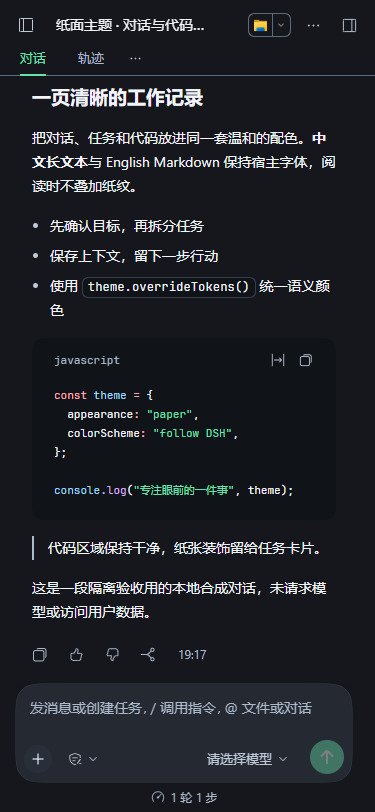 纸面主题 · 对话与代码...
对话
轨迹
一页清晰的工作记录
把对话、任务和代码放进同一套温和的配色。中
文长文本与 English Markdown 保持宿主字体，阅
读时不叠加纸纹。
先确认目标，再拆分任务
保存上下文，留下一步行动
使用 theme.overrideTokens() 统一语义颜
色
javascript
const theme = {
  appearance: "paper",
  colorScheme: "follow DSH",
};
console.log("专注眼前的一件事", theme);
代码区域保持干净，纸张装饰留给任务卡片。
这是一段隔离验收用的本地合成对话，未请求模
型或访问用户数据。
19:17
发消息或创建任务, / 调用指令, @ 文件或对话
请选择模型
1 轮 1 步